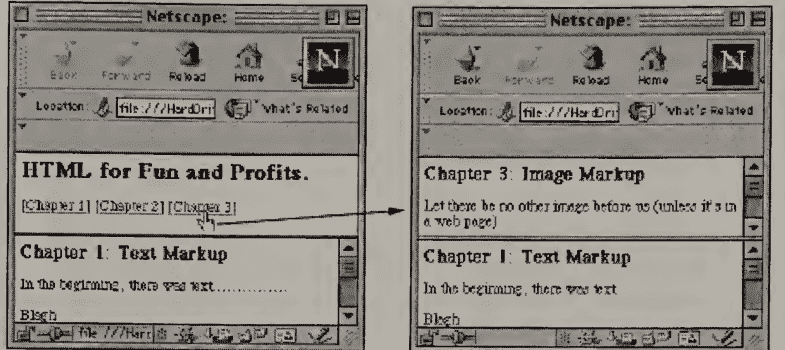 Netscape:
Back Forward Reload Home
N
Location: file:///HardDri What's Related
HTML for Fun and Profits.
[Chapter 1] [Chapter 2] [Chapter 3]
Chapter 1: Text Markup
In the beginning, there was text..............
Blegh
file:///Hard
Netscape:
Back Forward Reload Home
N
Location: file:///HardDri What's Related
Chapter 3: Image Markup
Let there be no other image before us (unless it's in
a web page)
Chapter 1: Text Markup
In the beginning, there was text
Blegh